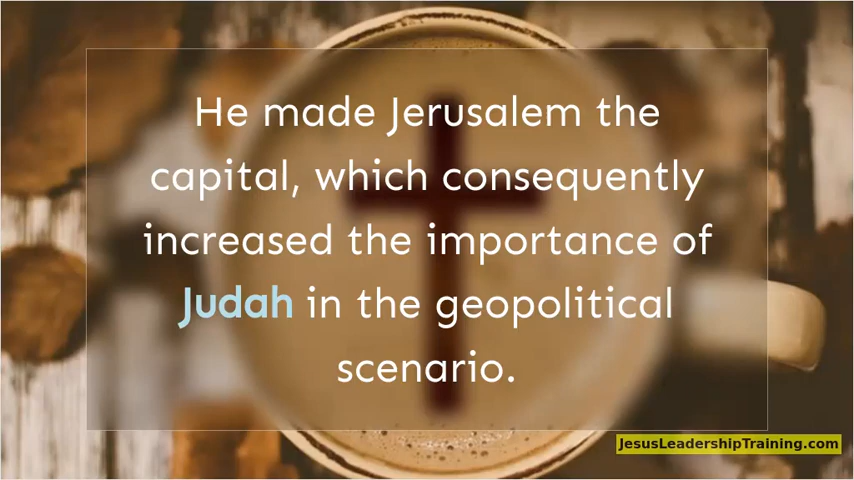 He made Jerusalem the
capital, which consequently
increased the importance of
Judah in the geopolitical
scenario.
JesusLeadershipTraining.com